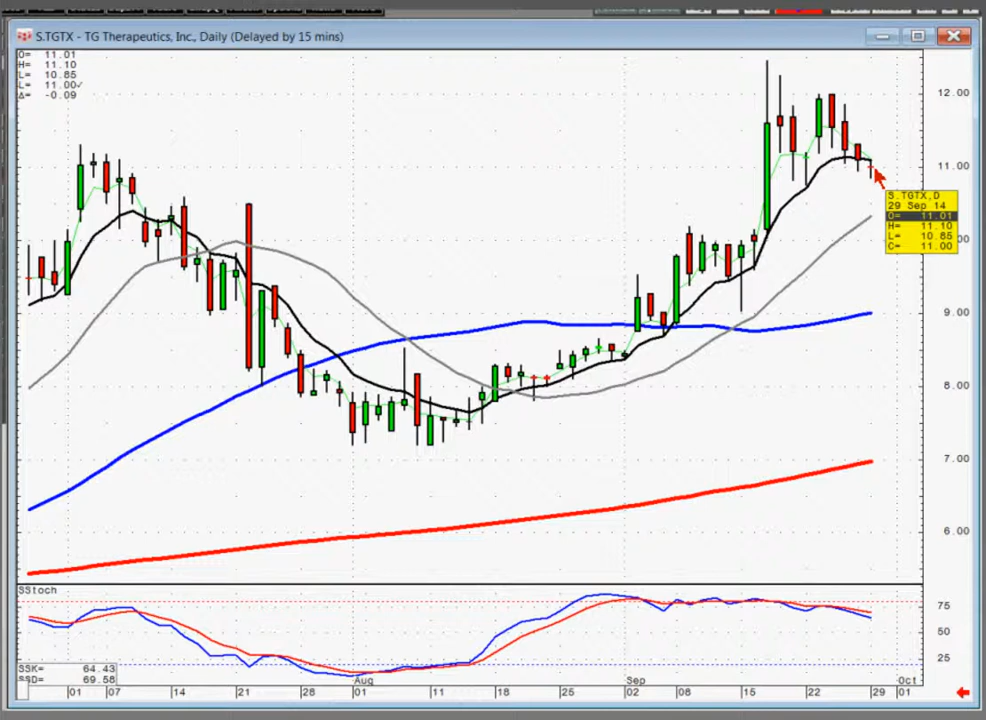 S.TGTX - TG Therapeutics, Inc., Daily (Delayed by 15 mins)
O= 11.01
H= 11.10
L= 10.85
L= 11.00
Δ= -0.09
12.00
11.00
S.TGTX,D
29 Sep 14
O= 11.01
H= 11.10
L= 10.85
C= 11.00
9.00
8.00
7.00
6.00
SStoch
75
50
25
SSK= 64.43
SSD= 69.58
Aug Sep Oct
01 07 14 21 28 01 11 18 25 02 08 15 22 29 01